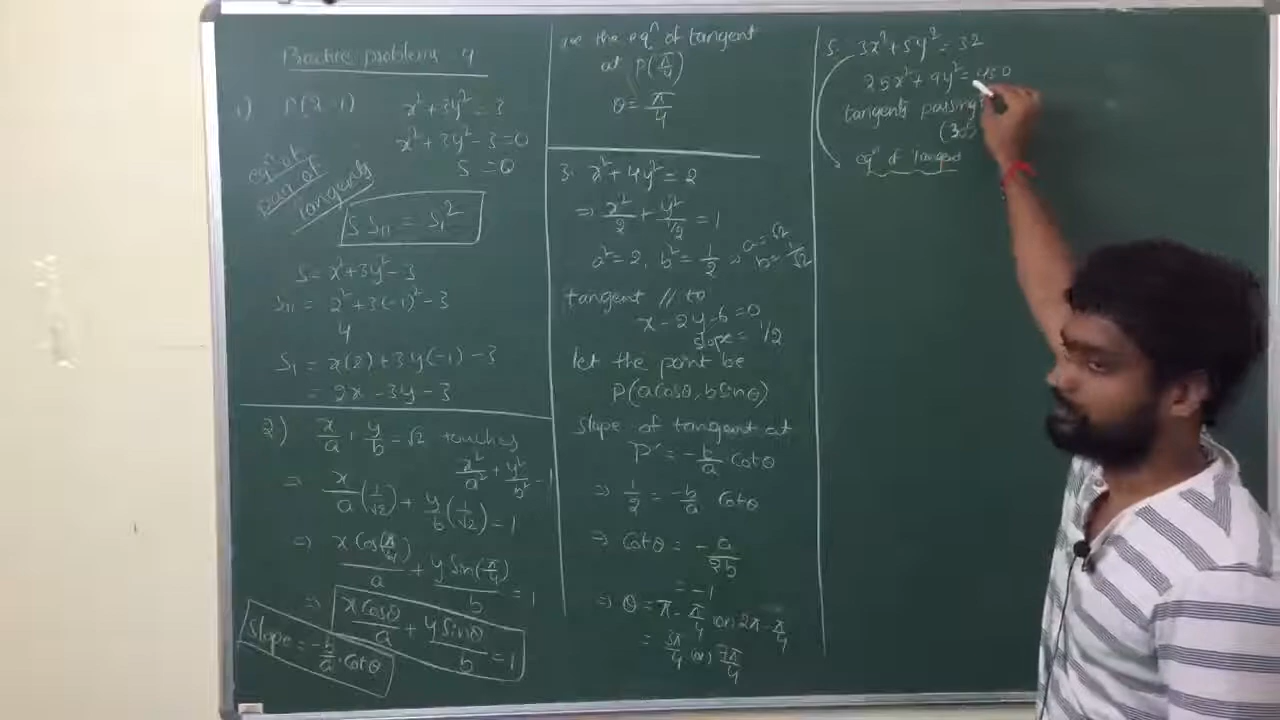 Practice problems 4
1) P(2, -1) x² + 3y² = 3
x² + 3y² - 3 = 0
S = 0
eqⁿ of
pair of
tangents
S S₁₁ = S₁²
S = x² + 3y² - 3
S₁₁ = 2² + 3(-1)² - 3
4
S₁ = x(2) + 3y(-1) - 3
= 2x - 3y - 3
2) x/a + y/b = √2 touches
x²/a² + y²/b² = 1
⇒ x/a (1/√2) + y/b (1/√2) = 1
⇒ x cos(π/4)/a + y sin(π/4)/b = 1
⇒ x cosθ/a + y sinθ/b = 1
slope = -b/a · cotθ
the eqⁿ of tangent
at P(π/4)
θ = π/4
3. x² + 4y² = 2
⇒ x²/2 + y²/1/2 = 1
a² = 2, b² = 1/2 ⇒ a = √2
b = 1/√2
tangent // to
x - 2y - 6 = 0
slope = 1/2
let the point be
P(a cosθ, b sinθ)
slope of tangent at
'P' = -b/a cotθ
⇒ 1/2 = -b/a cotθ
⇒ cotθ = -a/2b
= -1
⇒ θ = π - π/4 (or) 2π - π/4
= 3π/4 (or) 7π/4
5. 3x² + 5y² = 32
25x² + 9y² = 450
tangents passing
eqⁿ of tangent